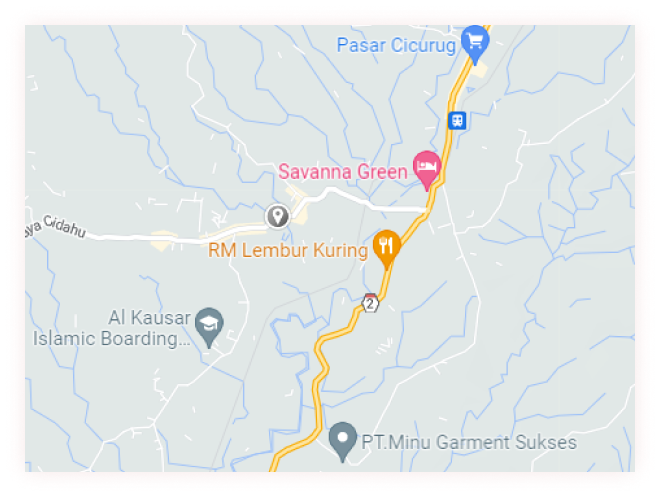 Pasar Cicurug
Savanna Green
aya Cidahu
RM Lembur Kuring
2
Al Kausar
Islamic Boarding...
PT.Minu Garment Sukses